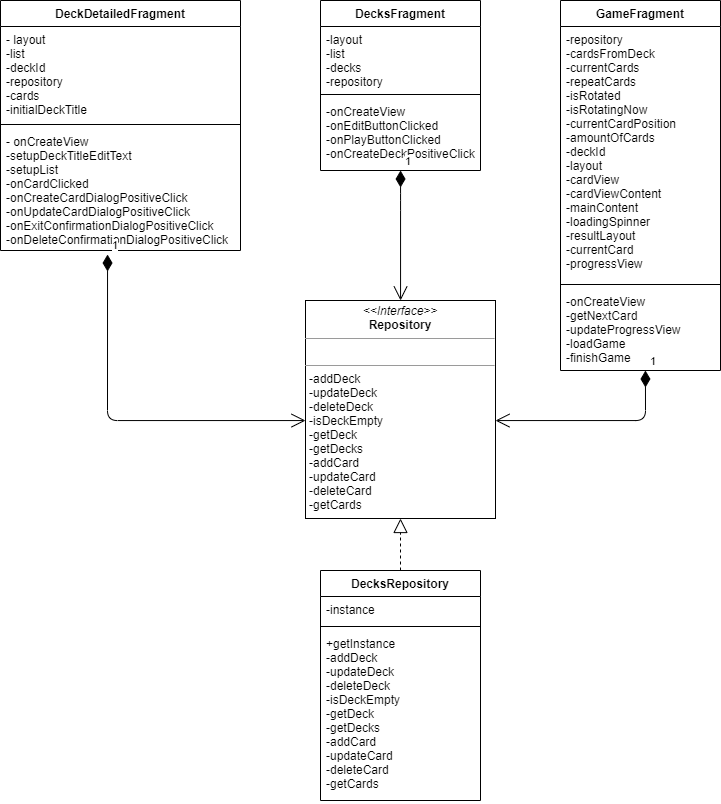 DeckDetailedFragment
- layout
-list
-deckId
-repository
-cards
-initialDeckTitle
- onCreateView
-setupDeckTitleEditText
-setupList
-onCardClicked
-onCreateCardDialogPositiveClick
-onUpdateCardDialogPositiveClick
-onExitConfirmationDialogPositiveClick
-onDeleteConfirmationDialogPositiveClick
1
DecksFragment
-layout
-list
-decks
-repository
-onCreateView
-onEditButtonClicked
-onPlayButtonClicked
-onCreateDeckPositiveClick
1
GameFragment
-repository
-cardsFromDeck
-currentCards
-repeatCards
-isRotated
-isRotatingNow
-currentCardPosition
-amountOfCards
-deckId
-layout
-cardView
-cardViewContent
-mainContent
-loadingSpinner
-resultLayout
-currentCard
-progressView
-onCreateView
-getNextCard
-updateProgressView
-loadGame
-finishGame
1
<<Interface>>
Repository
-addDeck
-updateDeck
-deleteDeck
-isDeckEmpty
-getDeck
-getDecks
-addCard
-updateCard
-deleteCard
-getCards
DecksRepository
-instance
+getInstance
-addDeck
-updateDeck
-deleteDeck
-isDeckEmpty
-getDeck
-getDecks
-addCard
-updateCard
-deleteCard
-getCards